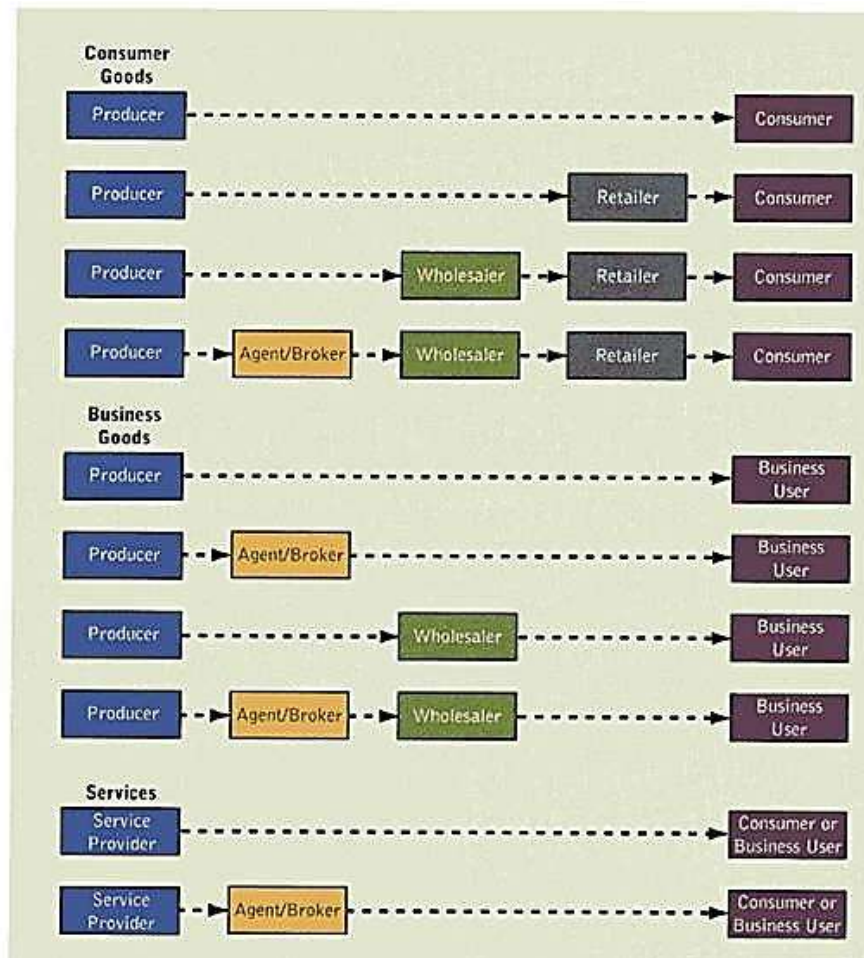 Consumer
Goods
Producer
Consumer
Producer
Retailer
Consumer
Producer
Wholesaler
Retailer
Consumer
Producer
Agent/Broker
Wholesaler
Retailer
Consumer
Business
Goods
Producer
Business
User
Producer
Agent/Broker
Business
User
Producer
Wholesaler
Business
User
Producer
Agent/Broker
Wholesaler
Business
User
Services
Service
Provider
Consumer or
Business User
Service
Provider
Agent/Broker
Consumer or
Business User